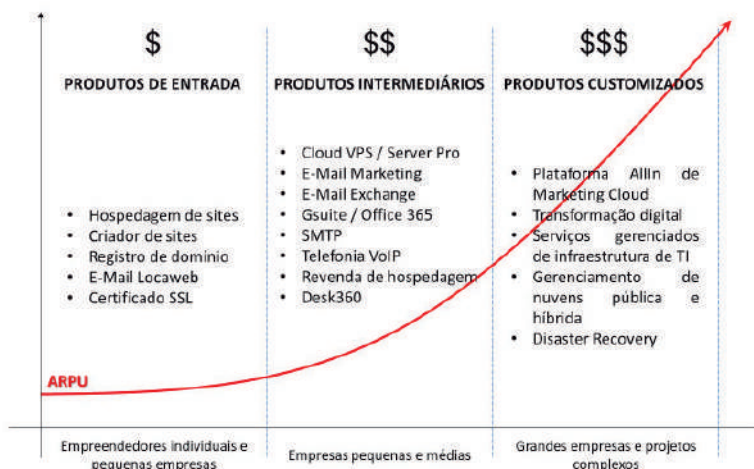 $
PRODUTOS DE ENTRADA
• Hospedagem de sites
• Criador de sites
• Registro de domínio
• E-Mail Locaweb
• Certificado SSL
Empreendedores individuais e
pequenas empresas
$$
PRODUTOS INTERMEDIÁRIOS
• Cloud VPS / Server Pro
• E-Mail Marketing
• E-Mail Exchange
• Gsuite / Office 365
• SMTP
• Telefonia VoIP
• Revenda de hospedagem
• Desk360
Empresas pequenas e médias
$$$
PRODUTOS CUSTOMIZADOS
• Plataforma AllIn de
Marketing Cloud
• Transformação digital
• Serviços gerenciados
de infraestrutura de TI
• Gerenciamento de
nuvens pública e
híbrida
• Disaster Recovery
Grandes empresas e projetos
complexos
ARPU